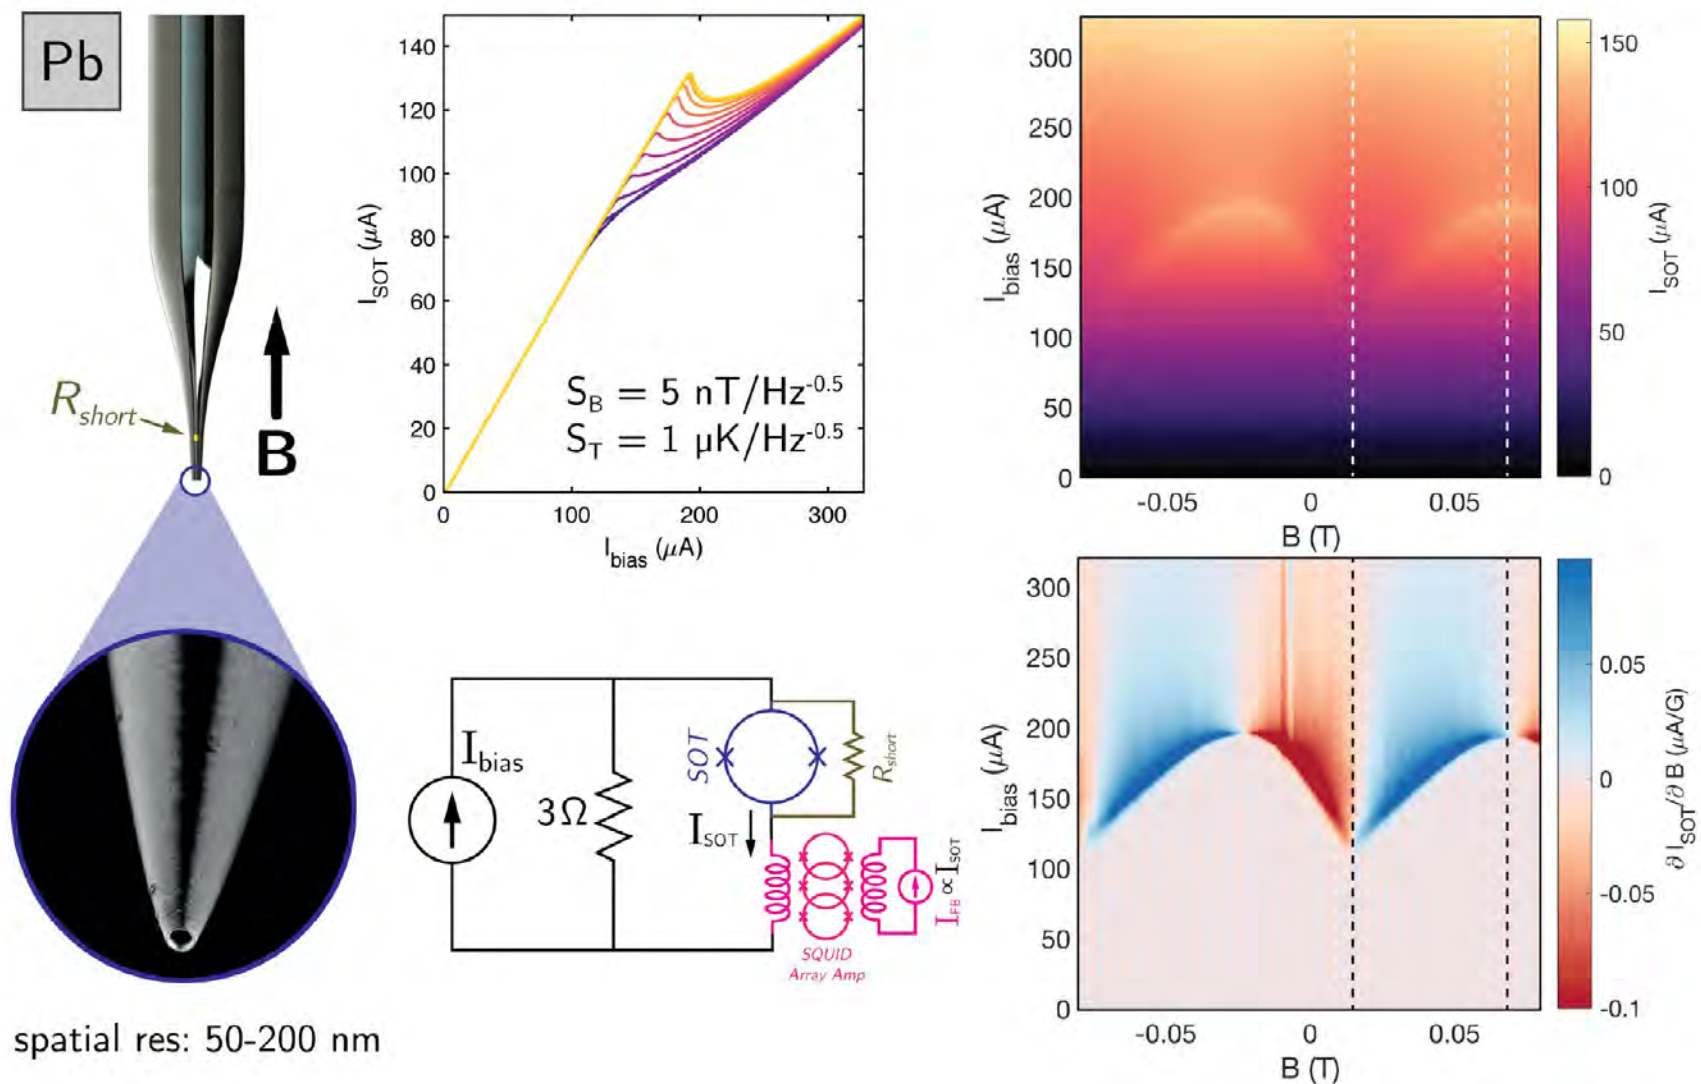 Pb
R_short
B
spatial res: 50-200 nm
140
120
100
80
60
40
20
0
I_SOT (μA)
S_B = 5 nT/Hz^-0.5
S_T = 1 μK/Hz^-0.5
0 100 200 300
I_bias (μA)
I_bias
3Ω
SOT
R_short
I_SOT
I_FB ∝ I_SOT
SQUID
Array Amp
300
250
200
150
100
50
0
I_bias (μA)
-0.05 0 0.05
B (T)
150
100
50
0
I_SOT (μA)
300
250
200
150
100
50
0
I_bias (μA)
-0.05 0 0.05
B (T)
0.05
0
-0.05
-0.1
∂ I_SOT/∂ B (μA/G)